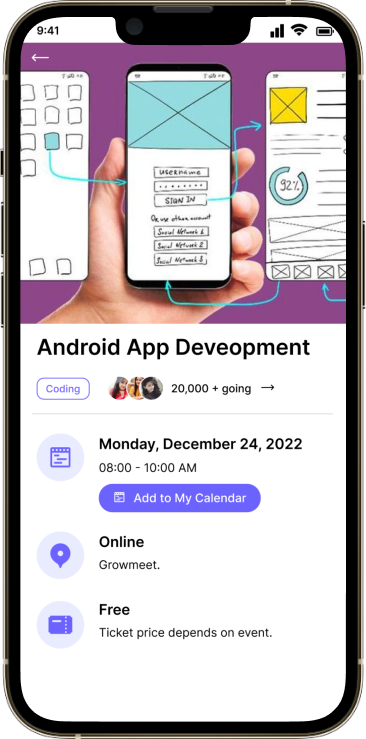 9:41
92%
USERNAME
SIGN IN
Or use other account
Social Network 1
Social Network 2
Social Network 3
Android App Deveopment
Coding
20,000 + going
Monday, December 24, 2022
08:00 - 10:00 AM
Add to My Calendar
Online
Growmeet.
Free
Ticket price depends on event.